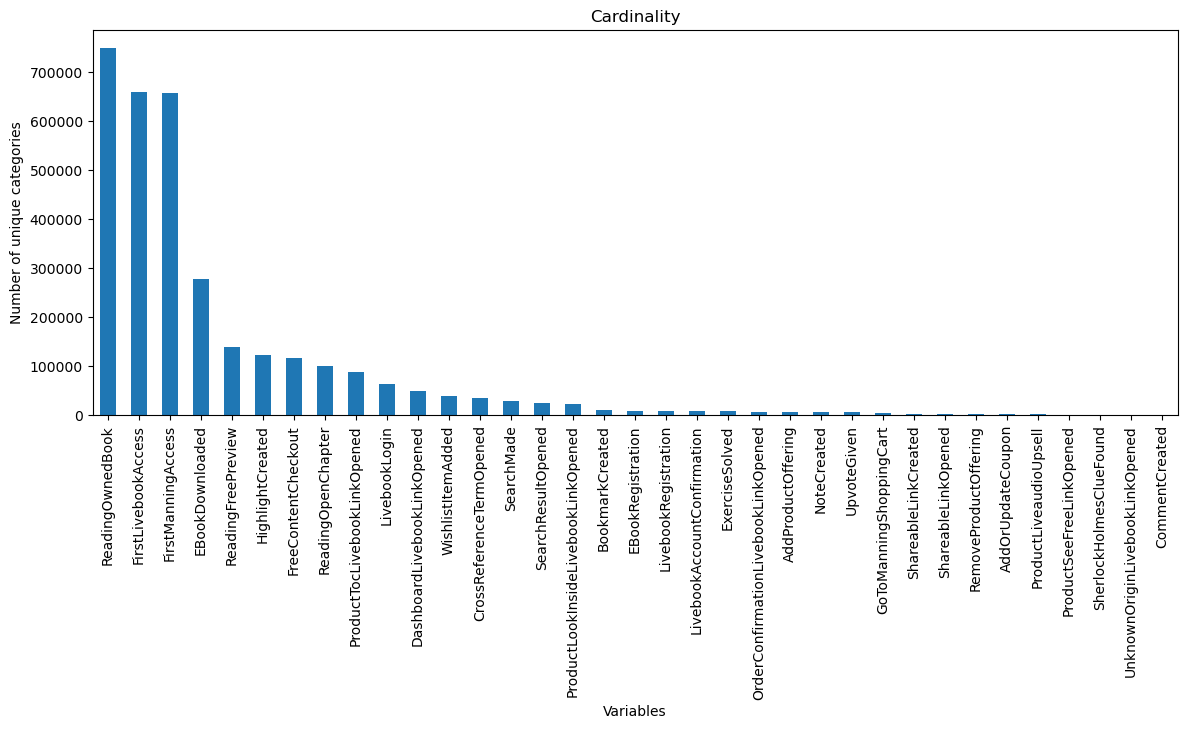 Cardinality
Number of unique categories
700000
600000
500000
400000
300000
200000
100000
0
ReadingOwnedBook
FirstLivebookAccess
FirstManningAccess
EBookDownloaded
ReadingFreePreview
HighlightCreated
FreeContentCheckout
ReadingOpenChapter
ProductTocLivebookLinkOpened
LivebookLogin
DashboardLivebookLinkOpened
WishlistItemAdded
CrossReferenceTermOpened
SearchMade
SearchResultOpened
ProductLookInsideLivebookLinkOpened
BookmarkCreated
EBookRegistration
LivebookRegistration
LivebookAccountConfirmation
ExerciseSolved
OrderConfirmationLivebookLinkOpened
AddProductOffering
NoteCreated
UpvoteGiven
GoToManningShoppingCart
ShareableLinkCreated
ShareableLinkOpened
RemoveProductOffering
AddOrUpdateCoupon
ProductLiveaudioUpsell
ProductSeeFreeLinkOpened
SherlockHolmesClueFound
UnknownOriginLivebookLinkOpened
CommentCreated
Variables